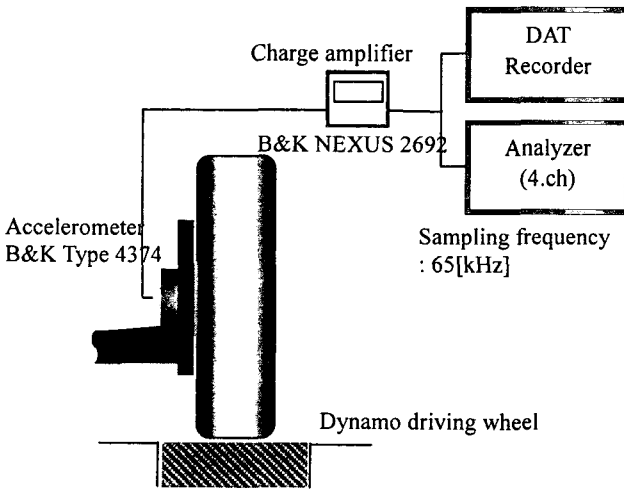 DAT
Recorder
Charge amplifier
B&K NEXUS 2692
Analyzer
(4.ch)
Accelerometer
B&K Type 4374
Sampling frequency
: 65[kHz]
Dynamo driving wheel